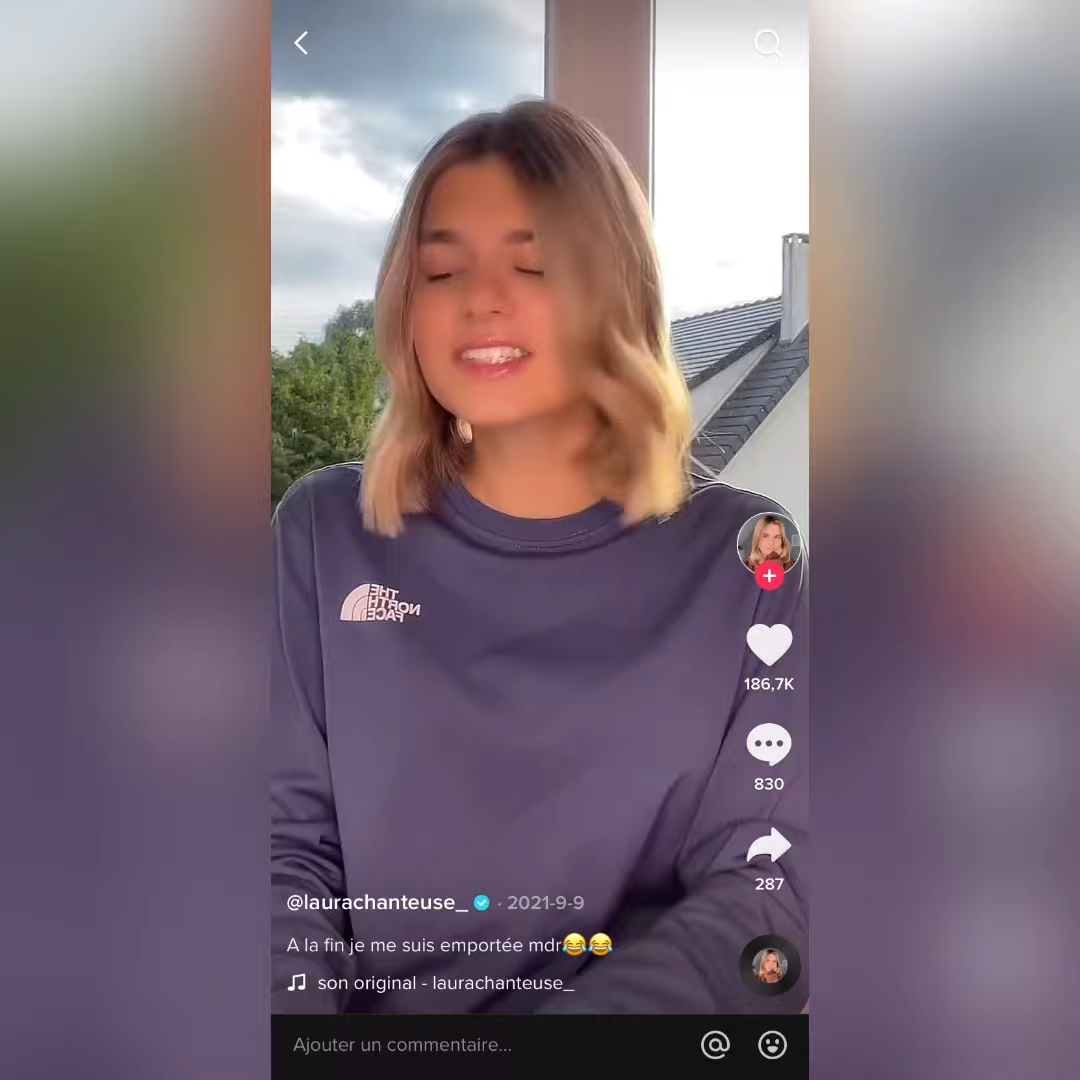 THE
NORTH
FACE
186,7K
830
287
@laurachanteuse_ · 2021-9-9
A la fin je me suis emportée mdr😂😂
son original - laurachanteuse_
Ajouter un commentaire...